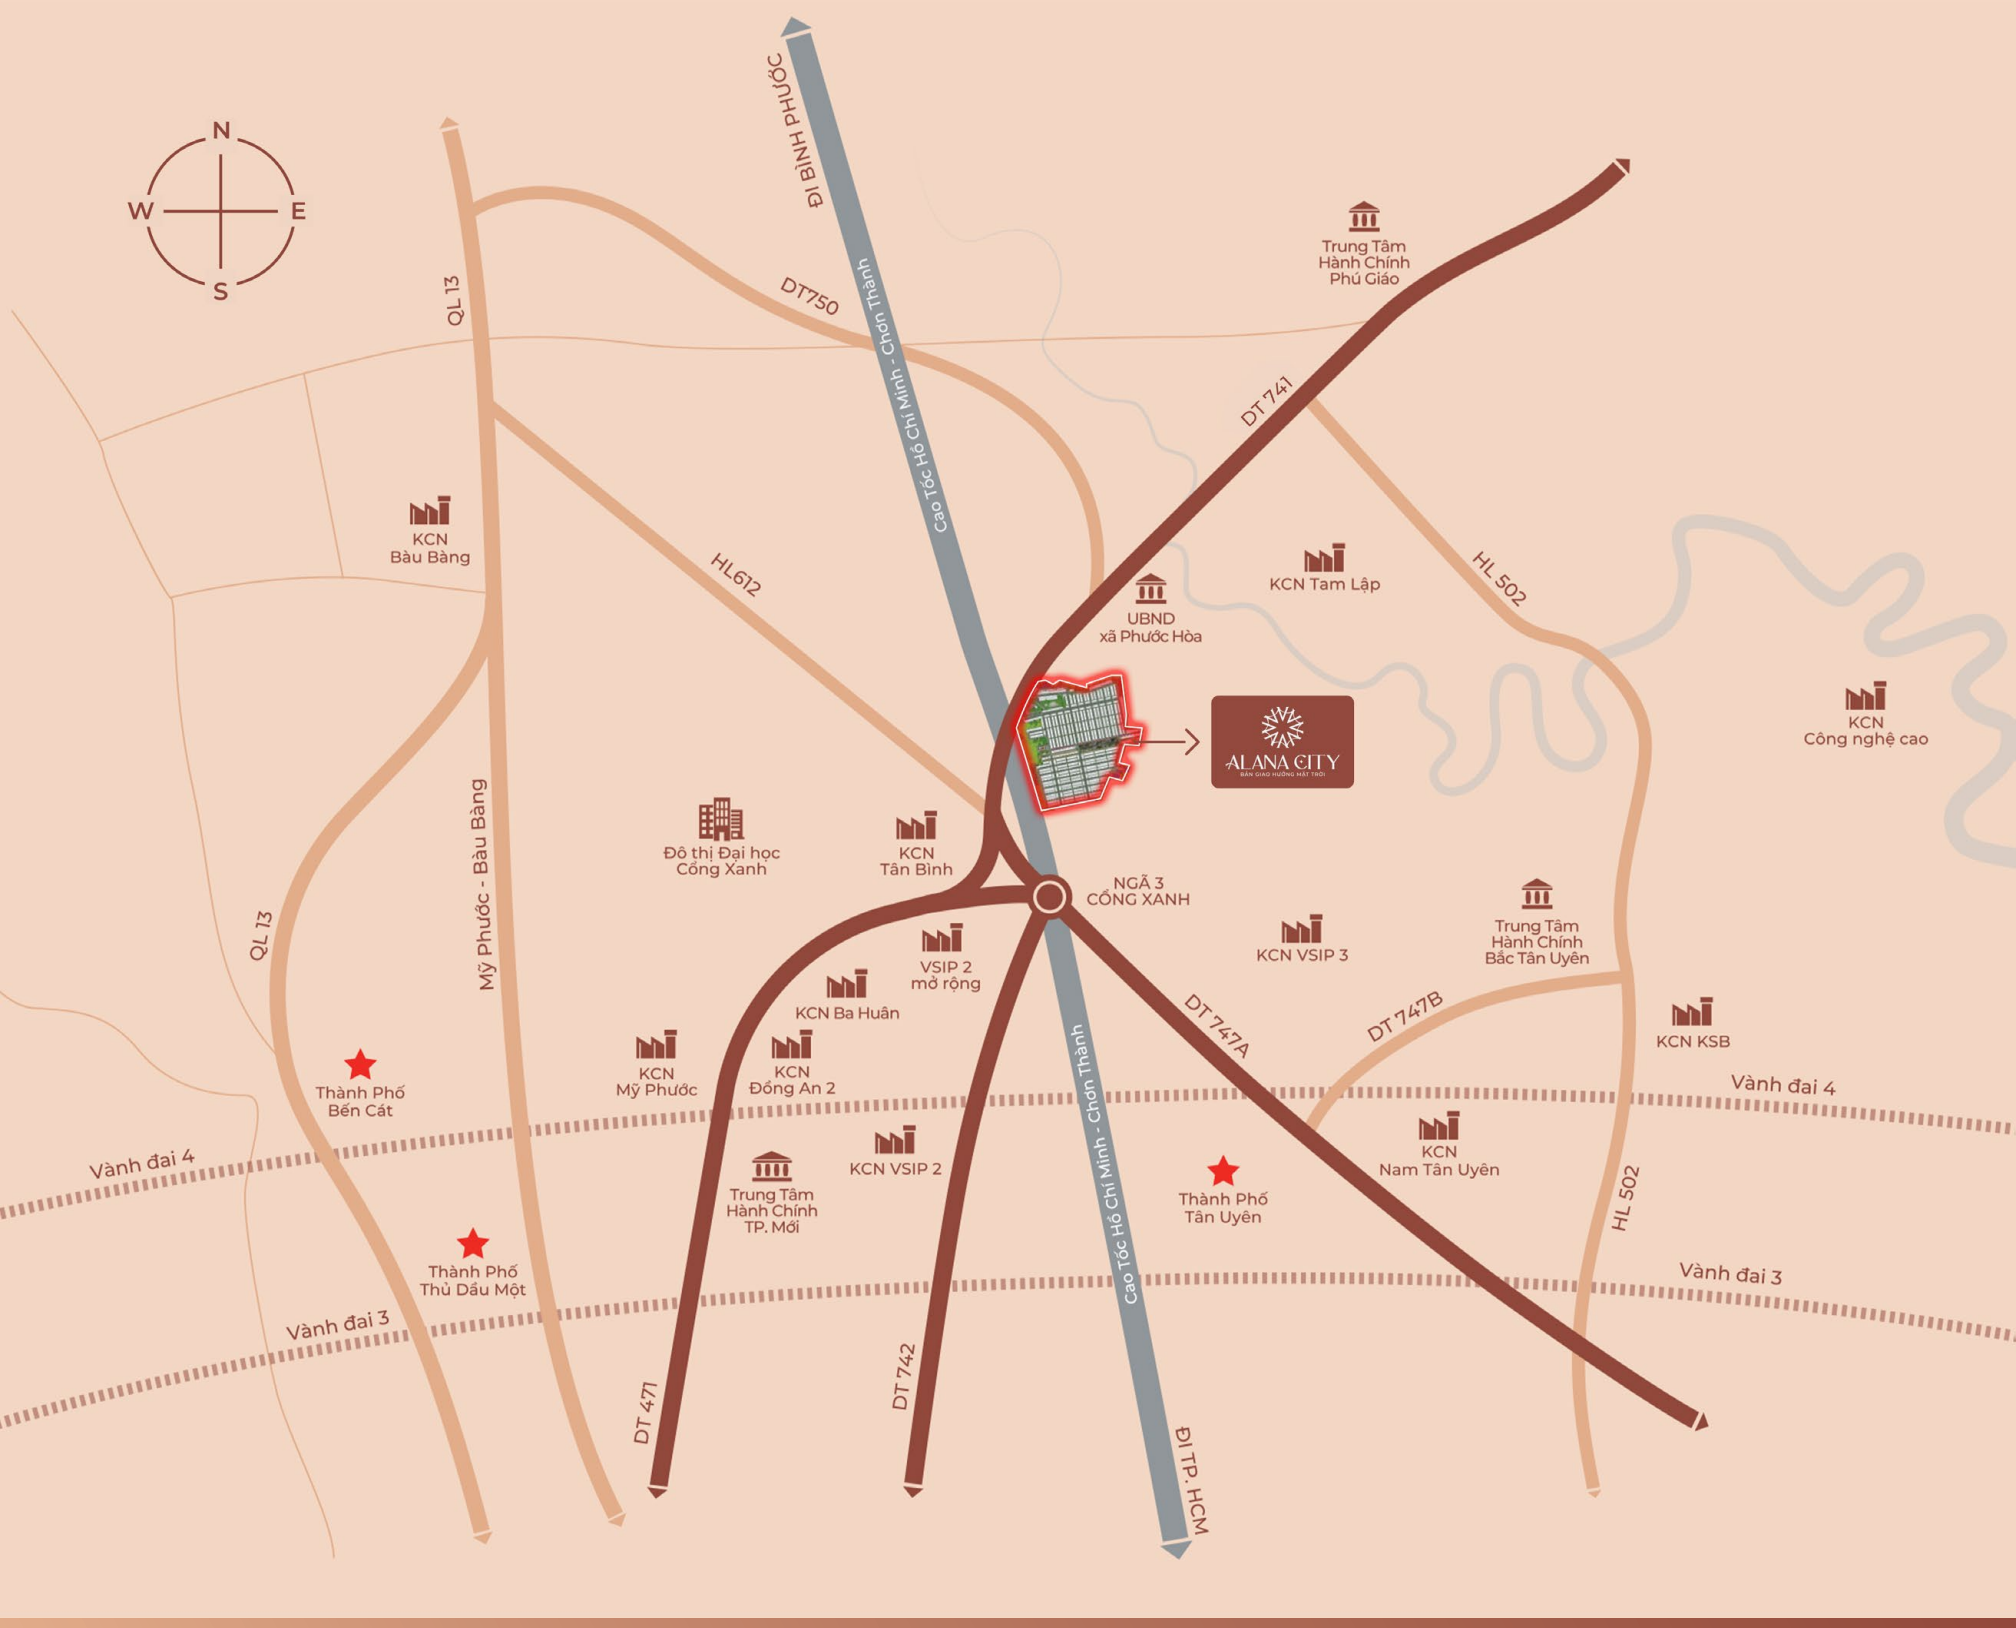 N
W
E
S
ĐI BÌNH PHƯỚC
QL 13
DT750
Cao Tốc Hồ Chí Minh - Chơn Thành
Trung Tâm
Hành Chính
Phú Giáo
DT 741
KCN
Bàu Bàng
HL612
KCN Tam Lập
HL 502
UBND
xã Phước Hòa
KCN
Công nghệ cao
ALANA CITY
BẢN GIAO HƯỞNG MẶT TRỜI
Mỹ Phước - Bàu Bàng
Đô thị Đại học
Cổng Xanh
KCN
Tân Bình
NGÃ 3
CỔNG XANH
QL 13
VSIP 2
mở rộng
KCN VSIP 3
Trung Tâm
Hành Chính
Bắc Tân Uyên
KCN Ba Huân
DT 747A
DT 747B
KCN KSB
Thành Phố
Bến Cát
KCN
Mỹ Phước
KCN
Đồng An 2
Cao Tốc Hồ Chí Minh - Chơn Thành
Vành đai 4
Vành đai 4
Trung Tâm
Hành Chính
TP. Mới
KCN VSIP 2
Thành Phố
Tân Uyên
KCN
Nam Tân Uyên
HL 502
Thành Phố
Thủ Dầu Một
Vành đai 3
Vành đai 3
DT 471
DT 742
ĐI TP. HCM